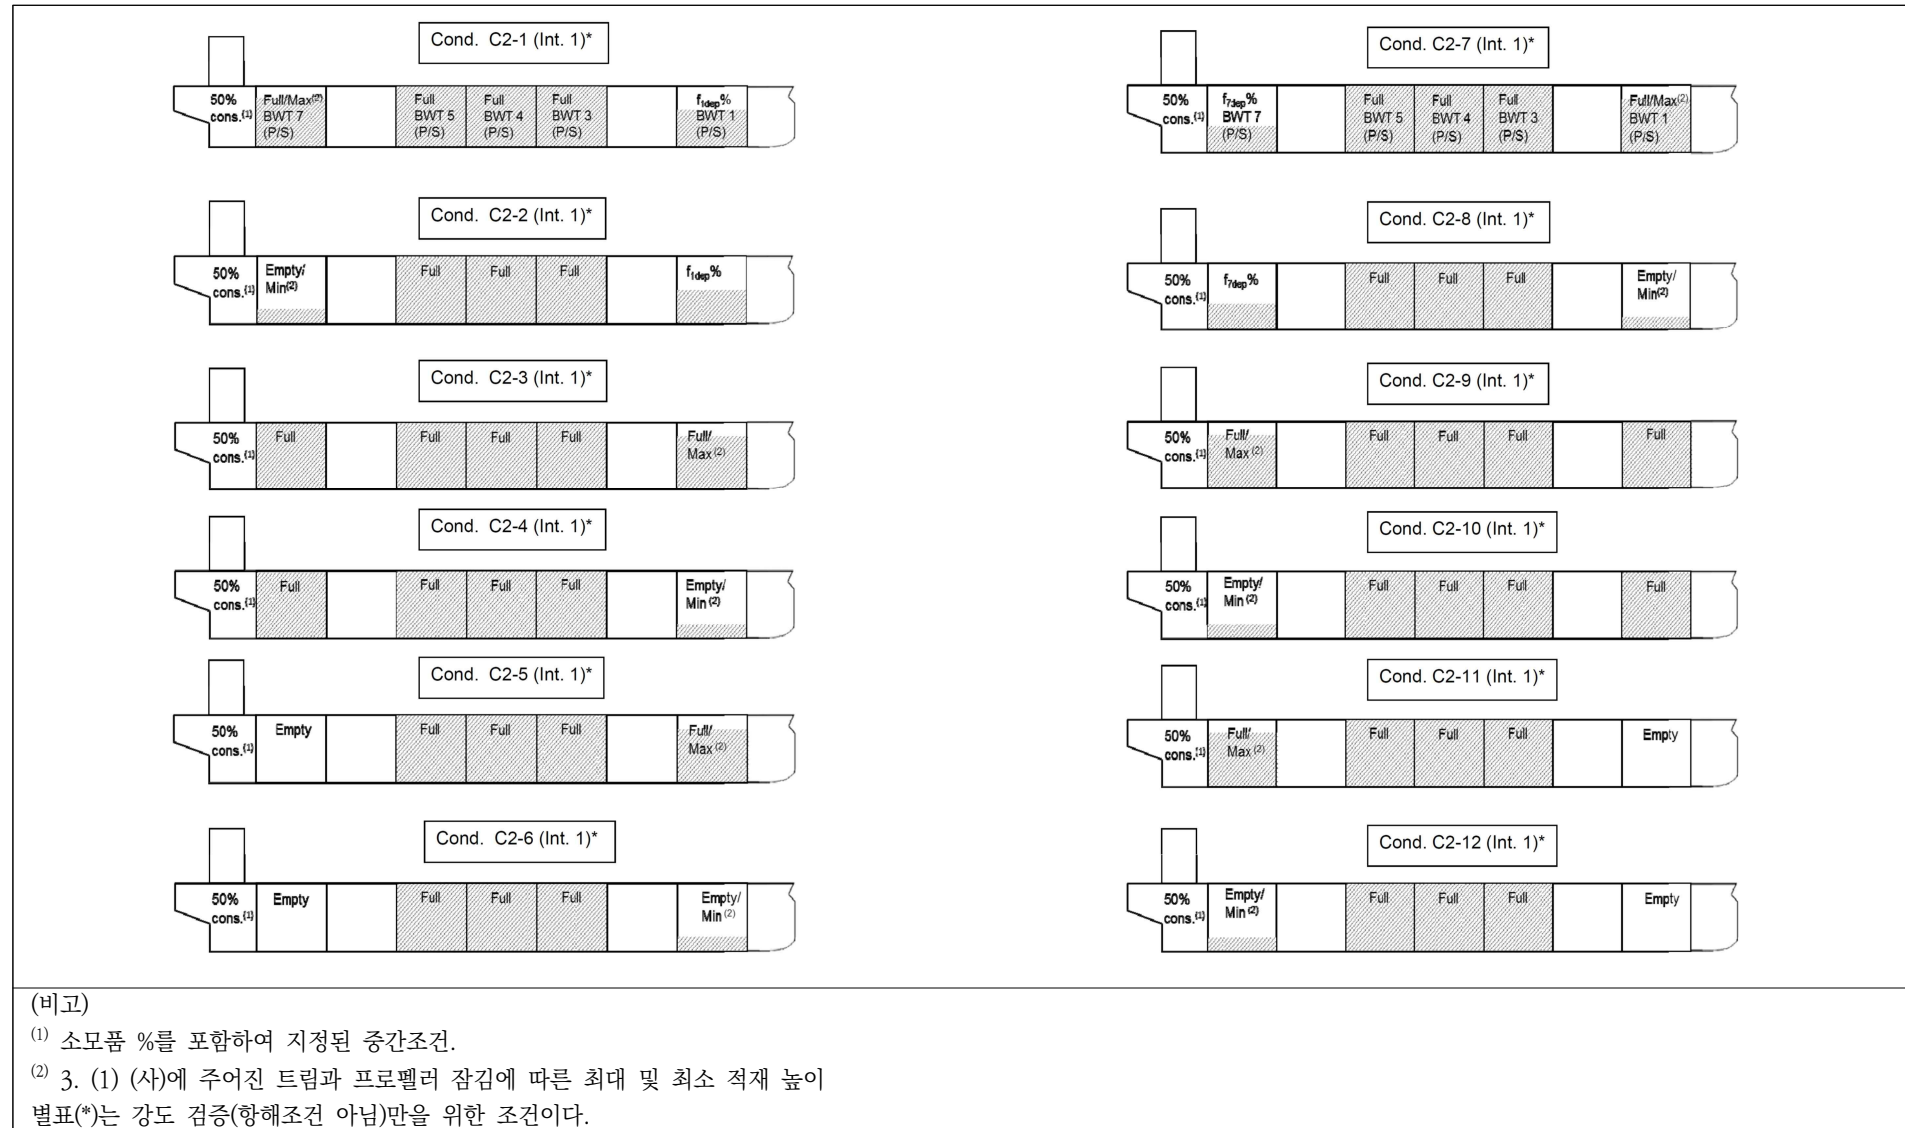 Cond. C2-1 (Int. 1)*
50%
cons.(1)
Full/Max(2)
BWT 7
(P/S)
Full
BWT 5
(P/S)
Full
BWT 4
(P/S)
Full
BWT 3
(P/S)
f1dep%
BWT 1
(P/S)
Cond. C2-2 (Int. 1)*
50%
cons.(1)
Empty/
Min(2)
Full
Full
Full
f1dep%
Cond. C2-3 (Int. 1)*
50%
cons.(1)
Full
Full
Full
Full
Full/
Max (2)
Cond. C2-4 (Int. 1)*
50%
cons.(1)
Full
Full
Full
Full
Empty/
Min (2)
Cond. C2-5 (Int. 1)*
50%
cons.(1)
Empty
Full
Full
Full
Full/
Max (2)
Cond. C2-6 (Int. 1)*
50%
cons.(1)
Empty
Full
Full
Full
Empty/
Min (2)
Cond. C2-7 (Int. 1)*
50%
cons.(1)
f7dep%
BWT 7
(P/S)
Full
BWT 5
(P/S)
Full
BWT 4
(P/S)
Full
BWT 3
(P/S)
Full/Max(2)
BWT 1
(P/S)
Cond. C2-8 (Int. 1)*
50%
cons.(1)
f7dep%
Full
Full
Full
Empty/
Min(2)
Cond. C2-9 (Int. 1)*
50%
cons.(1)
Full/
Max (2)
Full
Full
Full
Full
Cond. C2-10 (Int. 1)*
50%
cons.(1)
Empty/
Min (2)
Full
Full
Full
Full
Cond. C2-11 (Int. 1)*
50%
cons.(1)
Full/
Max (2)
Full
Full
Full
Empty
Cond. C2-12 (Int. 1)*
50%
cons.(1)
Empty/
Min (2)
Full
Full
Full
Empty
(비고)
(1) 소모품 %를 포함하여 지정된 중간조건.
(2) 3. (1) (사)에 주어진 트림과 프로펠러 잠김에 따른 최대 및 최소 적재 높이
별표(*)는 강도 검증(항해조건 아님)만을 위한 조건이다.